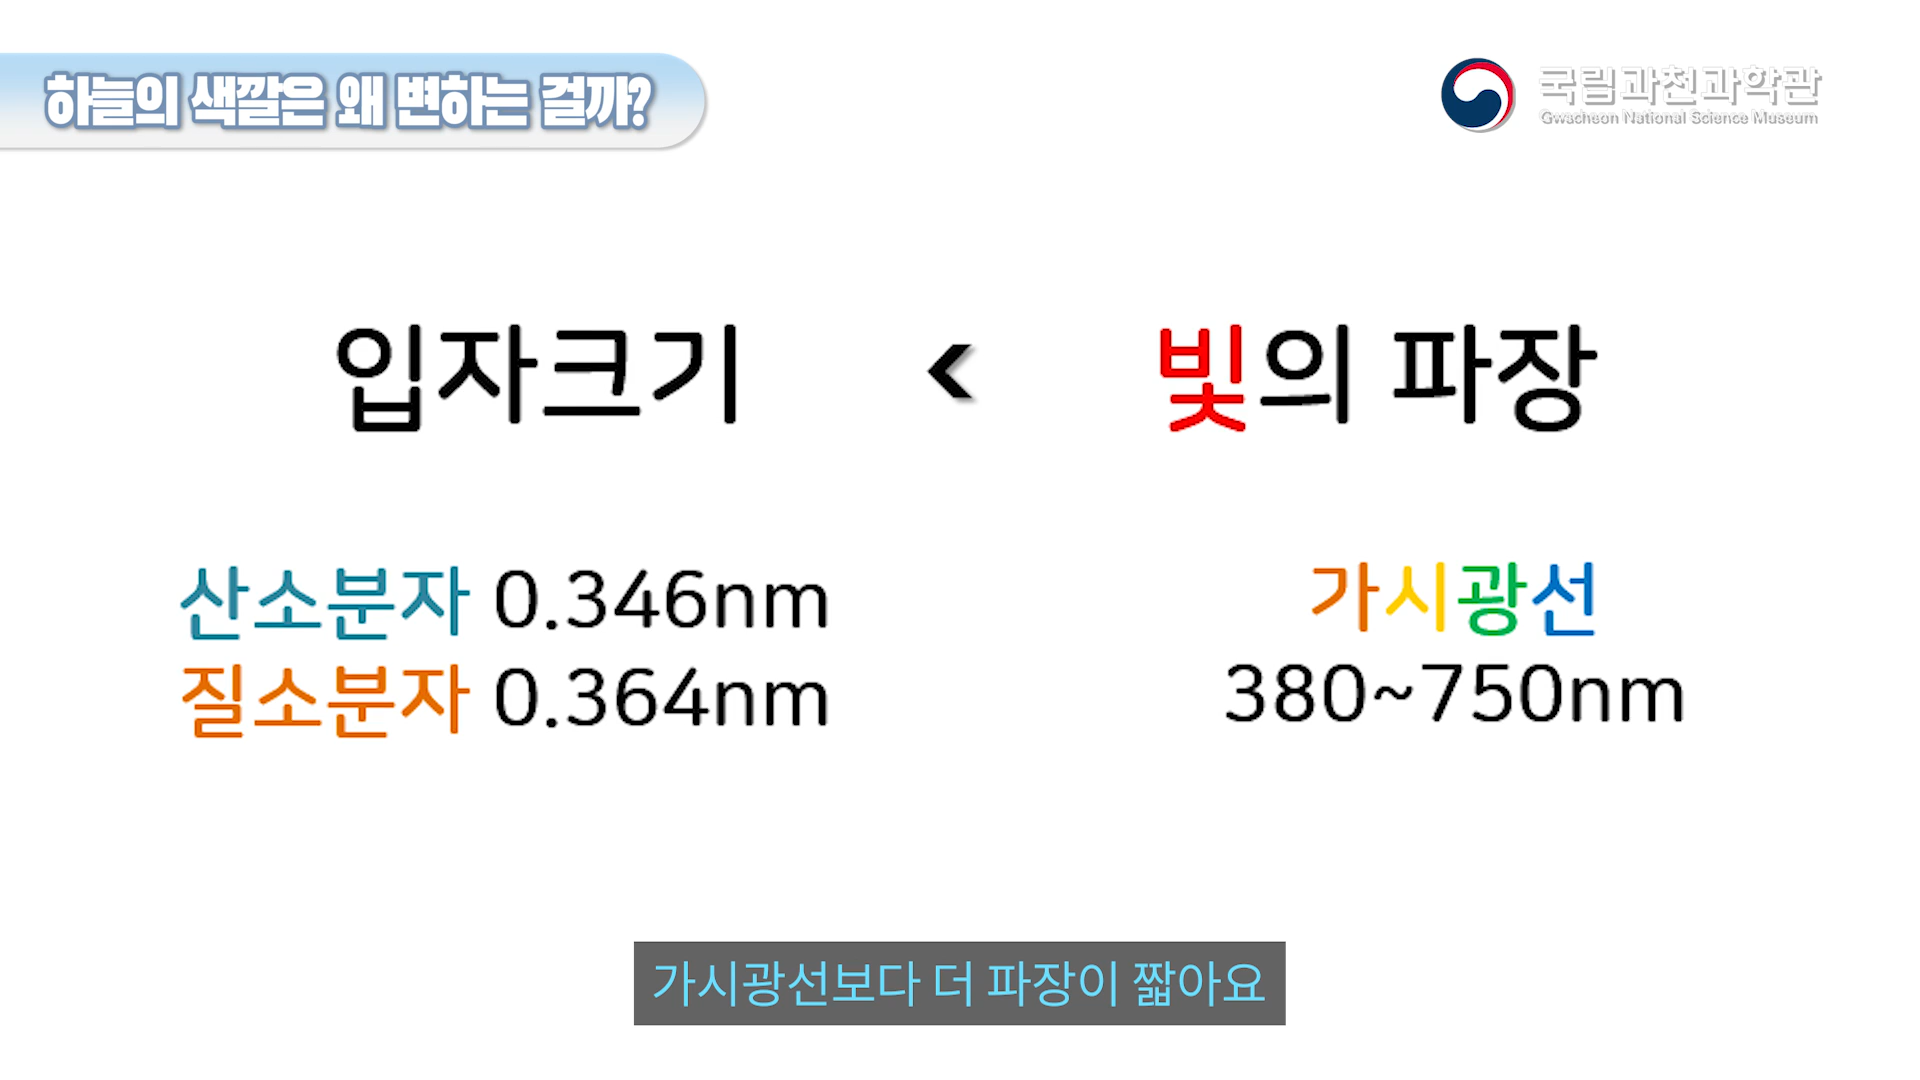 하늘의 색깔은 왜 변하는 걸까?
국립과천과학관
Gwacheon National Science Museum
입자크기 < 빛의 파장
산소분자 0.346nm
질소분자 0.364nm
가시광선
380~750nm
가시광선보다 더 파장이 짧아요